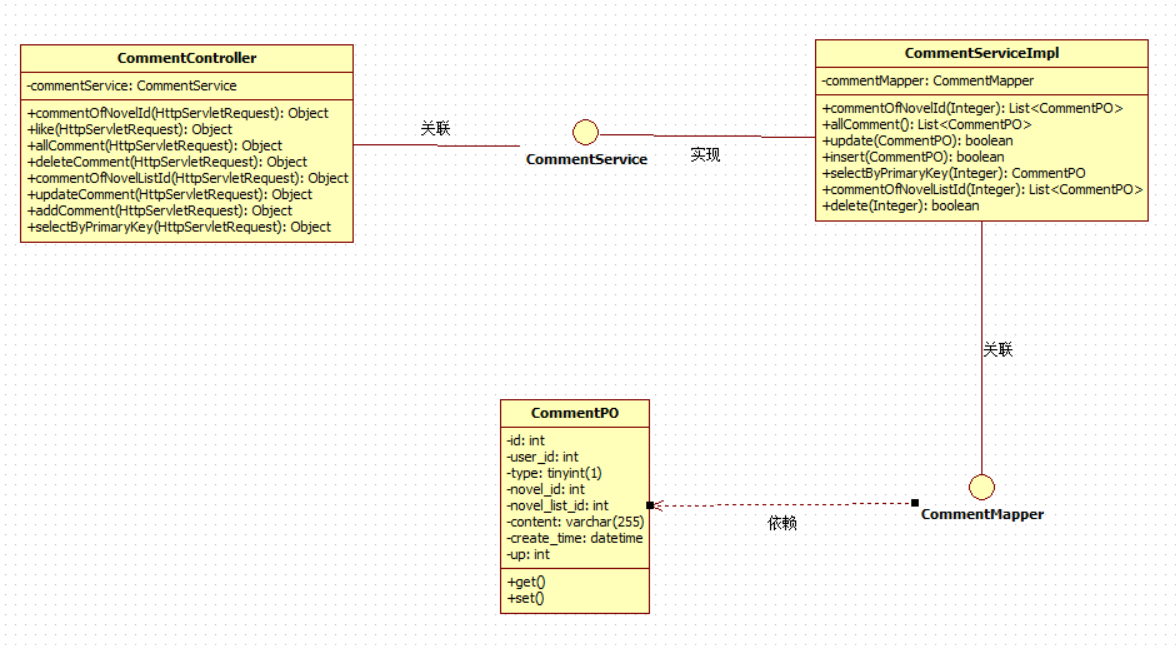 CommentController
-commentService: CommentService
+commentOfNovelId(HttpServletRequest): Object
+like(HttpServletRequest): Object
+allComment(HttpServletRequest): Object
+deleteComment(HttpServletRequest): Object
+commentOfNovelListId(HttpServletRequest): Object
+updateComment(HttpServletRequest): Object
+addComment(HttpServletRequest): Object
+selectByPrimaryKey(HttpServletRequest): Object
关联
CommentService
实现
CommentServiceImpl
-commentMapper: CommentMapper
+commentOfNovelId(Integer): List<CommentPO>
+allComment(): List<CommentPO>
+update(CommentPO): boolean
+insert(CommentPO): boolean
+selectByPrimaryKey(Integer): CommentPO
+commentOfNovelListId(Integer): List<CommentPO>
+delete(Integer): boolean
关联
CommentPO
-id: int
-user_id: int
-type: tinyint(1)
-novel_id: int
-novel_list_id: int
-content: varchar(255)
-create_time: datetime
-up: int
+get()
+set()
依赖
CommentMapper